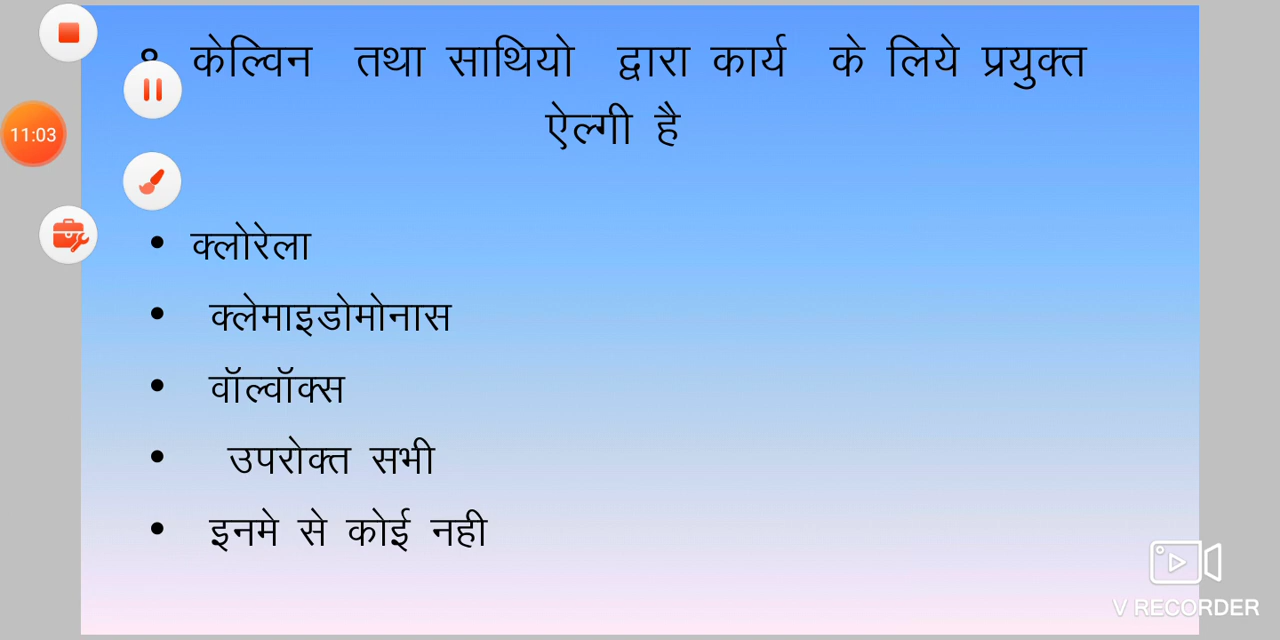 11:03
केल्विन तथा साथियो द्वारा कार्य के लिये प्रयुक्त
ऐल्गी है
• क्लोरेला
• क्लेमाइडोमोनास
• वॉल्वॉक्स
• उपरोक्त सभी
• इनमे से कोई नही
V RECORDER